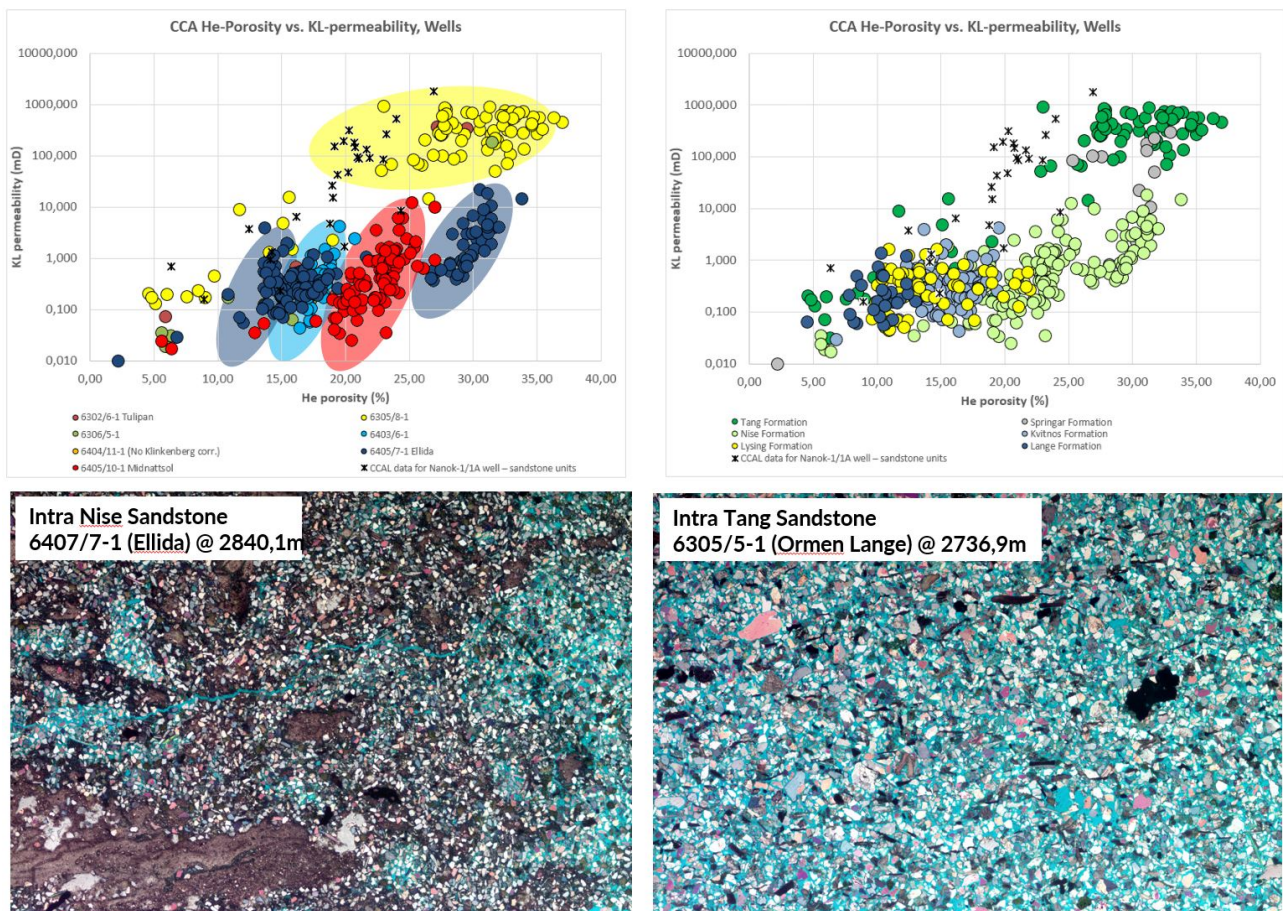 CCA He-Porosity vs. KL-permeability, Wells
KL permeability (mD)
10000,000
1000,000
100,000
10,000
1,000
0,100
0,010
0,00 5,00 10,00 15,00 20,00 25,00 30,00 35,00 40,00
He porosity (%)
6302/6-1 Tulipan
6305/8-1
6306/5-1
6403/6-1
6404/11-1 (No Klinkenberg corr.)
6405/7-1 Ellida
6405/10-1 Midnattsol
CCAL data for Nanok-1/1A well – sandstone units
CCA He-Porosity vs. KL-permeability, Wells
KL permeability (mD)
10000,000
1000,000
100,000
10,000
1,000
0,100
0,010
0,00 5,00 10,00 15,00 20,00 25,00 30,00 35,00 40,00
He porosity (%)
Tang Formation
Springar Formation
Nise Formation
Kvitnos Formation
Lysing Formation
Lange Formation
CCAL data for Nanok-1/1A well – sandstone units
Intra Nise Sandstone
6407/7-1 (Ellida) @ 2840,1m
Intra Tang Sandstone
6305/5-1 (Ormen Lange) @ 2736,9m